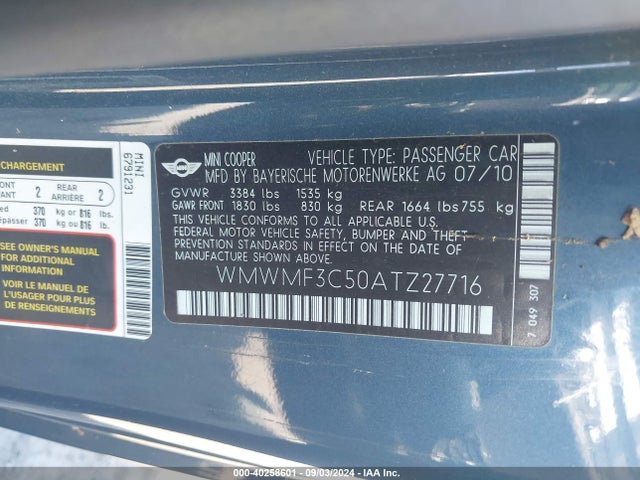 CHARGEMENT
2
REAR
ARRIÈRE
2
370 kg or 816 lbs.
370 kg ou 816 lb.
SEE OWNER'S MANUAL
FOR ADDITIONAL
INFORMATION
VOIR LE MANUEL DE
L'USAGER POUR PLUS
DE RENSEIGNEMENTS
MINI
6791231
MINI COOPER VEHICLE TYPE: PASSENGER CAR
MFD BY BAYERISCHE MOTORENWERKE AG 07/10
GVWR 3384 lbs 1535 kg
GAWR FRONT 1830 lbs 830 kg REAR 1664 lbs 755 kg
THIS VEHICLE CONFORMS TO ALL APPLICABLE U.S.
FEDERAL MOTOR VEHICLE SAFETY, BUMPER AND THEFT
PREVENTION STANDARDS IN EFFECT ON THE DATE OF
MANUFACTURE SHOWN ABOVE.
WMWMF3C50ATZ27716
7 049 307
000-40258601 - 09/03/2024 - IAA Inc.